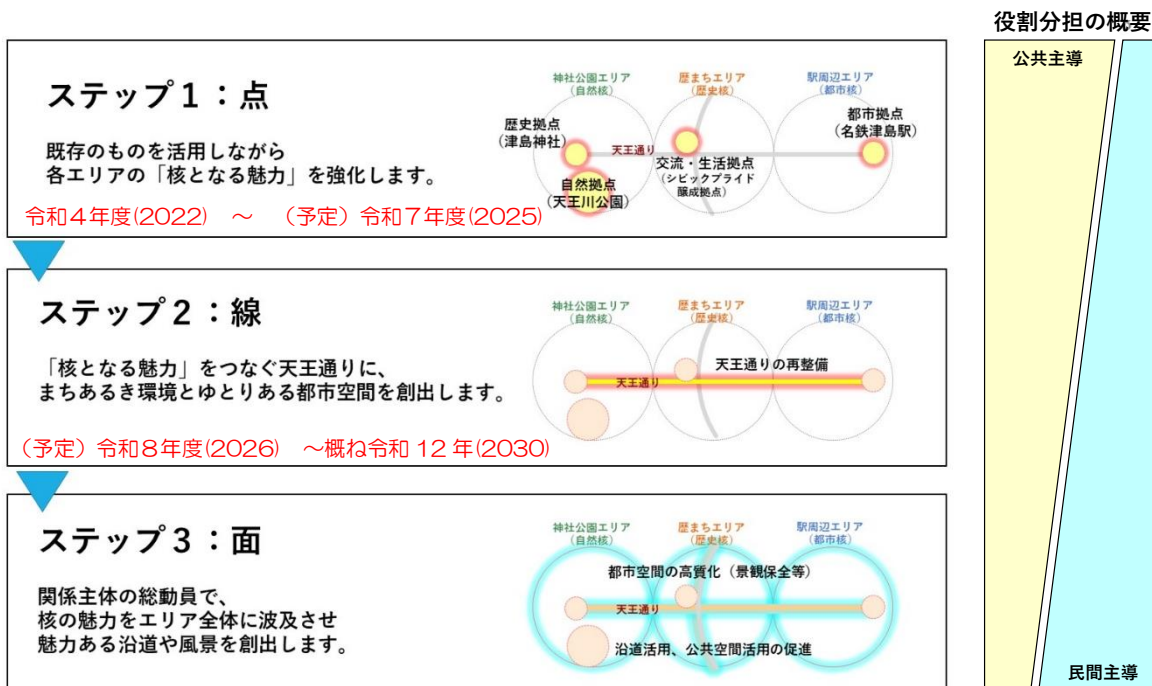 役割分担の概要
公共主導
ステップ1：点
既存のものを活用しながら
各エリアの「核となる魅力」を強化します。
令和4年度(2022)　～　（予定）令和7年度(2025)
神社公園エリア
（自然核）
歴まちエリア
（歴史核）
駅周辺エリア
（都市核）
歴史拠点
（津島神社）
天王通り
都市拠点
（名鉄津島駅）
交流・生活拠点
（シビックプライド
醸成拠点）
自然拠点
（天王川公園）
ステップ2：線
「核となる魅力」をつなぐ天王通りに、
まちあるき環境とゆとりある都市空間を創出します。
（予定）令和8年度(2026)　～概ね令和 12 年(2030)
神社公園エリア
（自然核）
歴まちエリア
（歴史核）
駅周辺エリア
（都市核）
天王通りの再整備
天王通り
ステップ3：面
関係主体の総動員で、
核の魅力をエリア全体に波及させ
魅力ある沿道や風景を創出します。
神社公園エリア
（自然核）
歴まちエリア
（歴史核）
駅周辺エリア
（都市核）
都市空間の高質化（景観保全等）
天王通り
沿道活用、公共空間活用の促進
民間主導